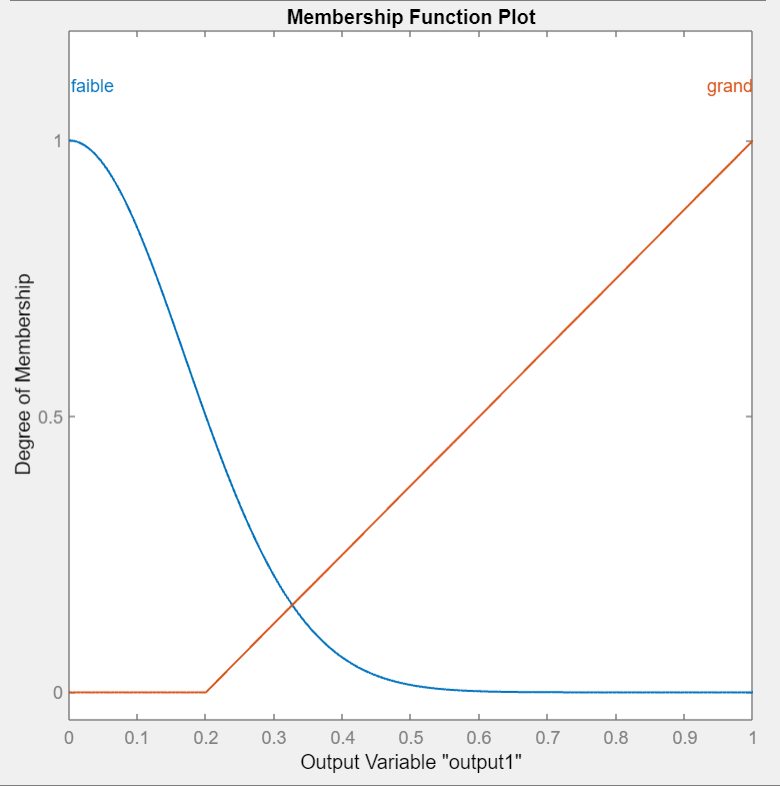 Membership Function Plot
faible
grand
1
0.5
0
Degree of Membership
0 0.1 0.2 0.3 0.4 0.5 0.6 0.7 0.8 0.9 1
Output Variable "output1"